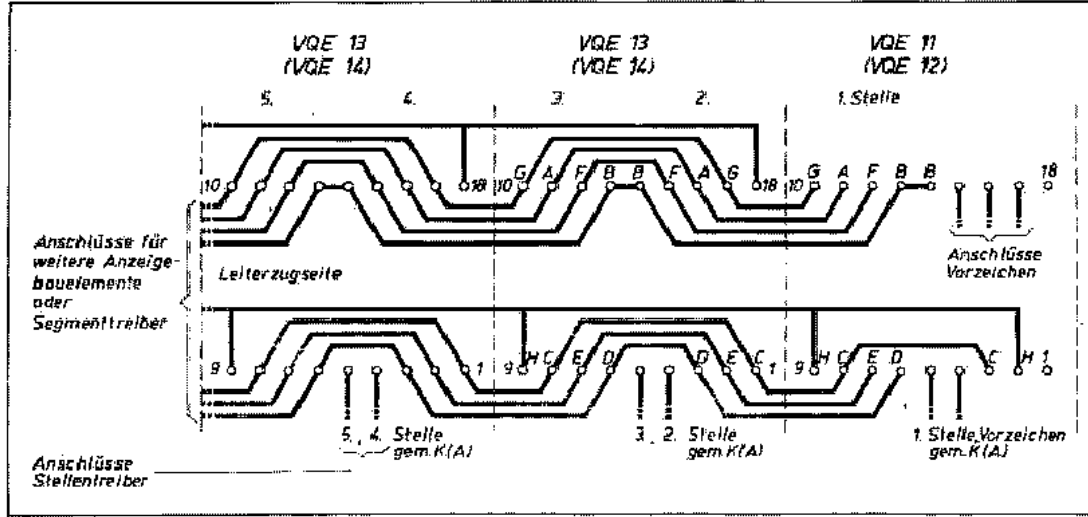 VQE 13
(VQE 14)
VQE 13
(VQE 14)
VQE 11
(VQE 12)
5. 4. 3. 2. 1. Stelle
10 18 10 G A F B B F A G 18 10 G A F B B 18
Anschlüsse für
weitere Anzeige-
bauelemente
oder
Segmenttreiber
Leiterzugseite
Anschlüsse
Vorzeichen
9 1 9 H C E D D E C 1 9 H C E D C H 1
5., 4. Stelle
gem. K(A)
3., 2. Stelle
gem. K(A)
1. Stelle, Vorzeichen
gem. K(A)
Anschlüsse
Stellentreiber